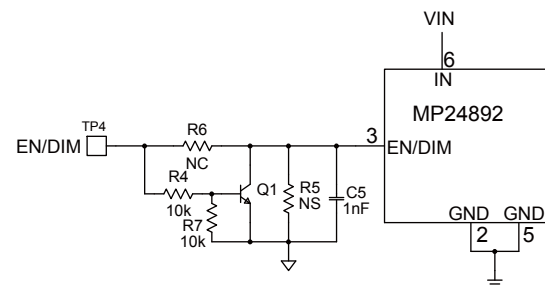 VIN
6
IN
MP24892
TP4
EN/DIM
R6
NC
3
EN/DIM
R4
10k
Q1
R5
NS
C5
1nF
R7
10k
GND
GND
2
5